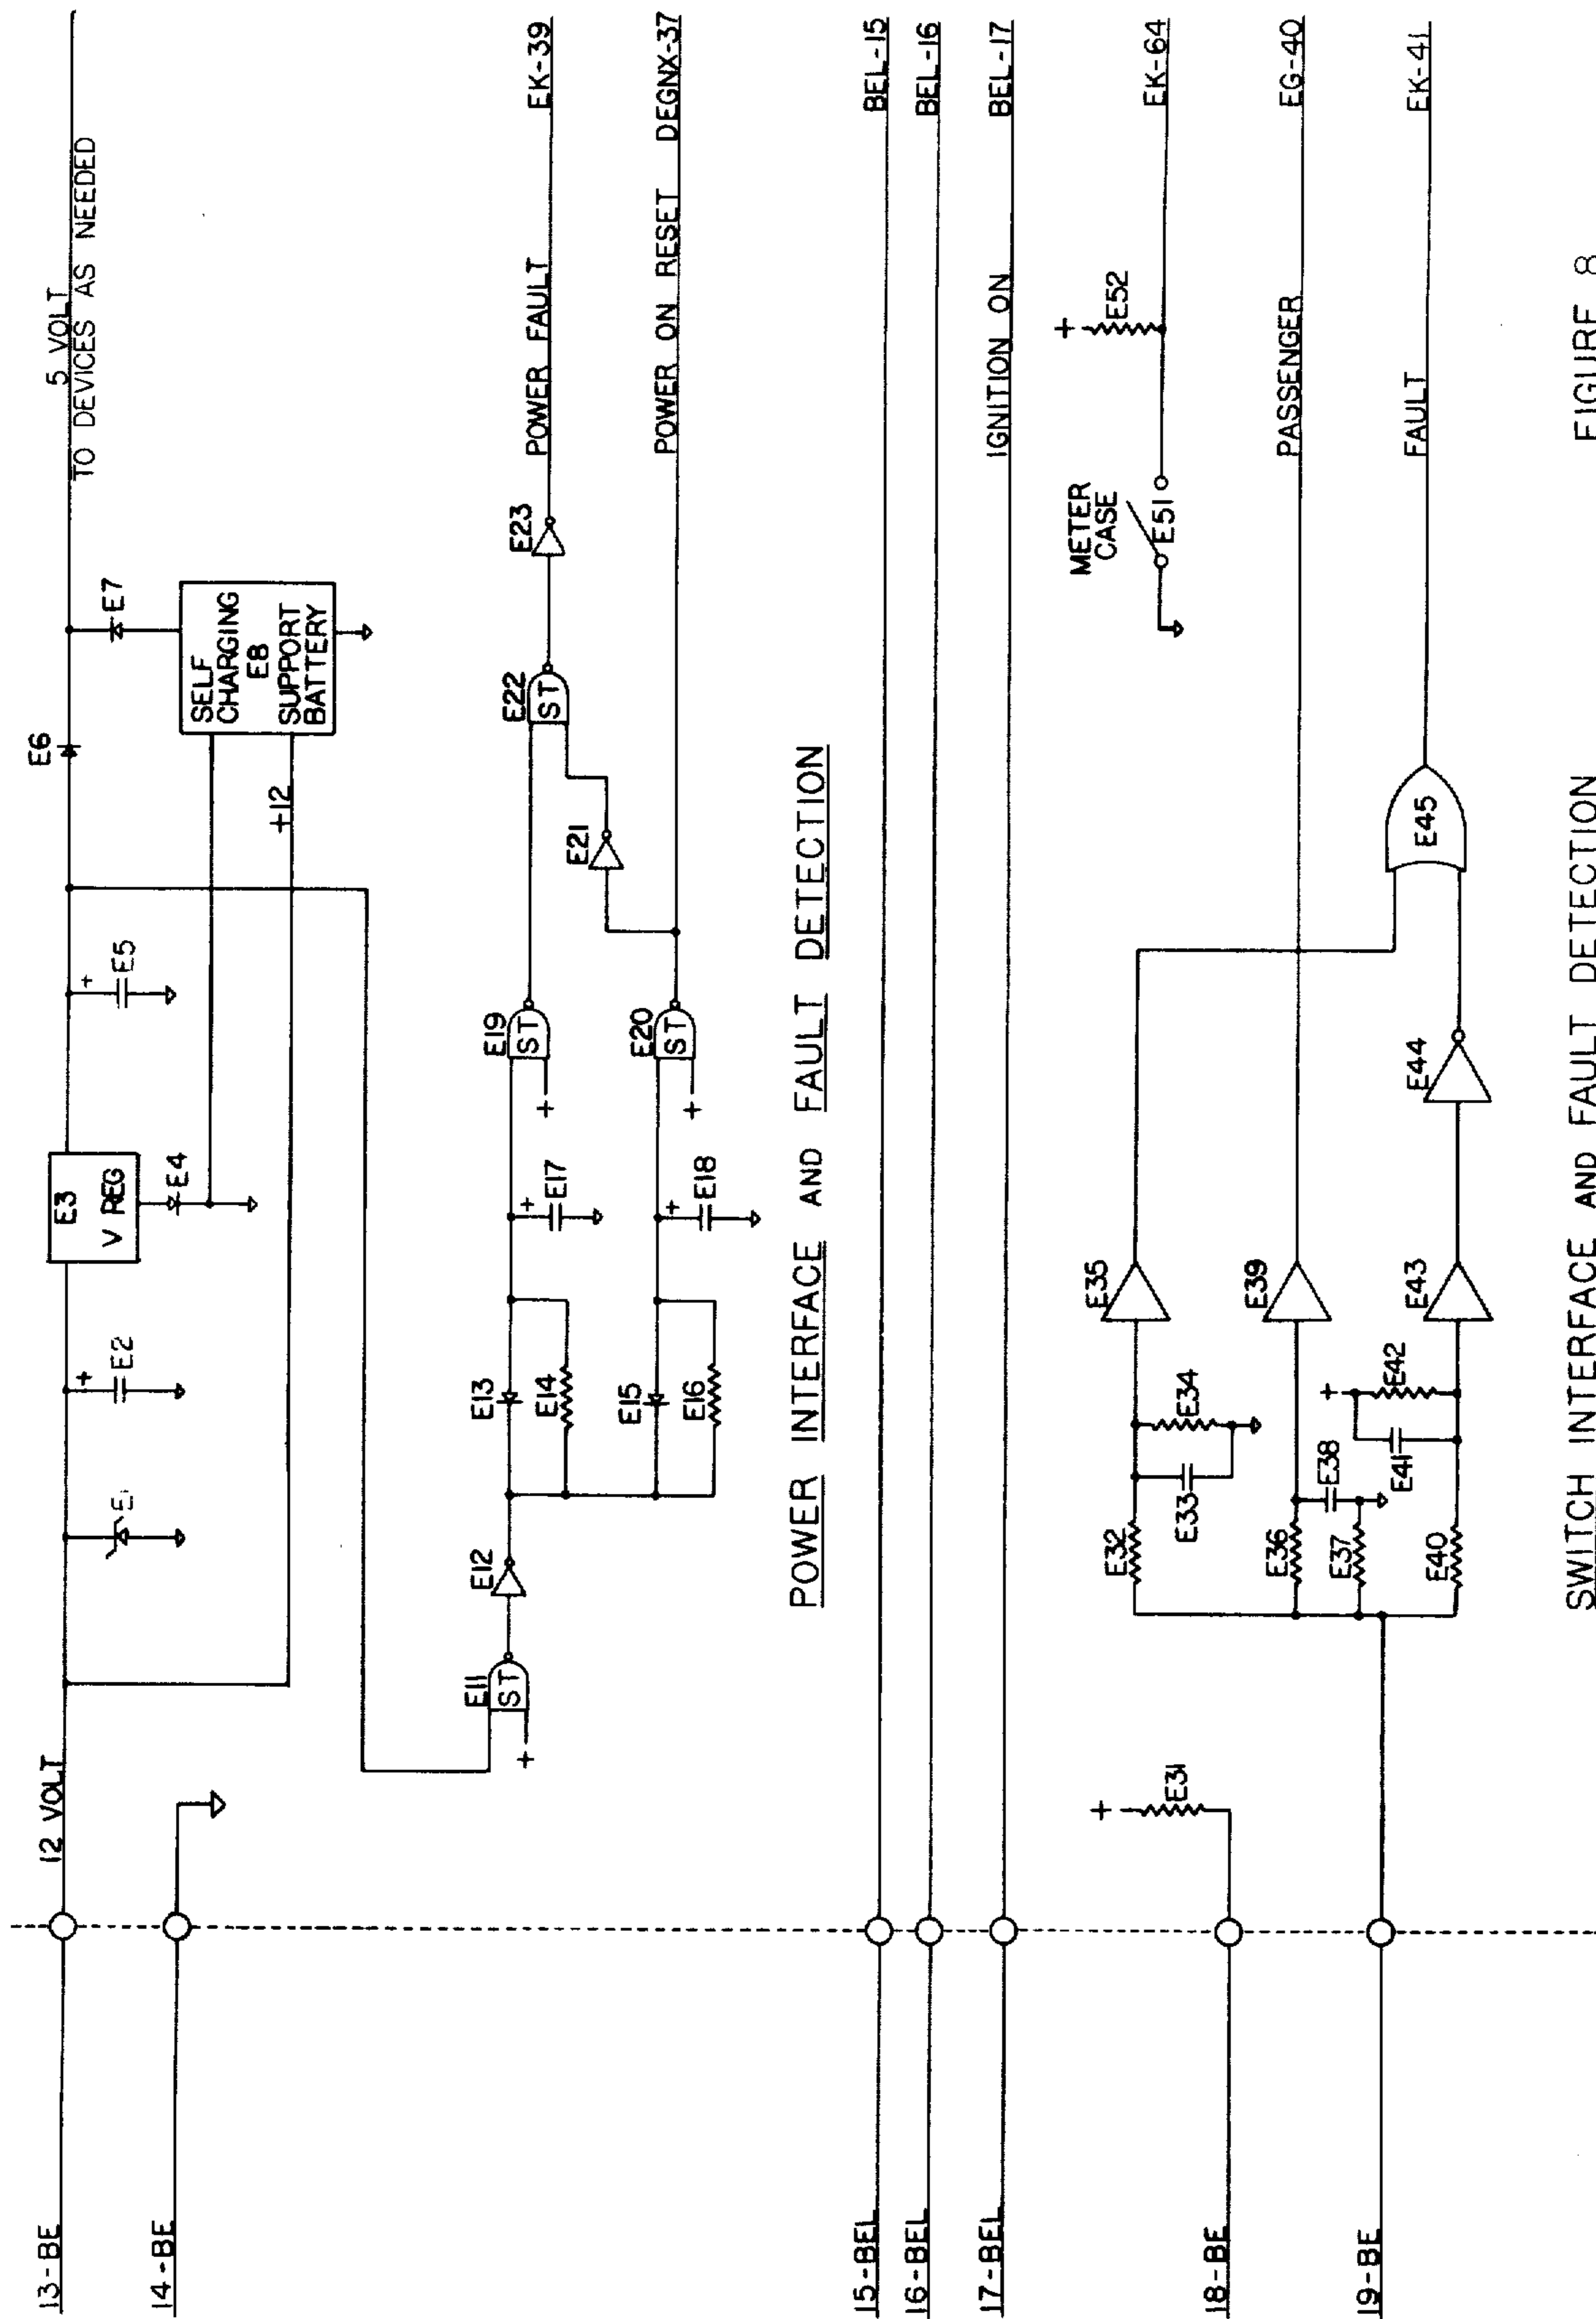 13-BE
12 VOLT
E1
E2
E3
V REG
E4
E5
E6
5 VOLT
TO DEVICES AS NEEDED
14-BE
+
+
+12
SELF
CHARGING
E8
SUPPORT
BATTERY
E7
E11
ST
+
E12
E13
E14
E15
E16
+
E17
+
E18
E19
ST
+
E20
ST
+
E21
E22
ST
E23
POWER FAULT
EK-39
POWER ON RESET
DEGNX-37
POWER INTERFACE AND FAULT DETECTION
15-BEL
BEL-15
16-BEL
BEL-16
17-BEL
IGNITION ON
BEL-17
18-BE
+
E31
METER
CASE
E51
+
E52
EK-64
19-BE
E32
E33
E34
E35
E36
E37
E38
E39
PASSENGER
EG-40
E40
E41
+
E42
E43
E44
E45
FAULT
EK-41
SWITCH INTERFACE AND FAULT DETECTION
FIGURE 8